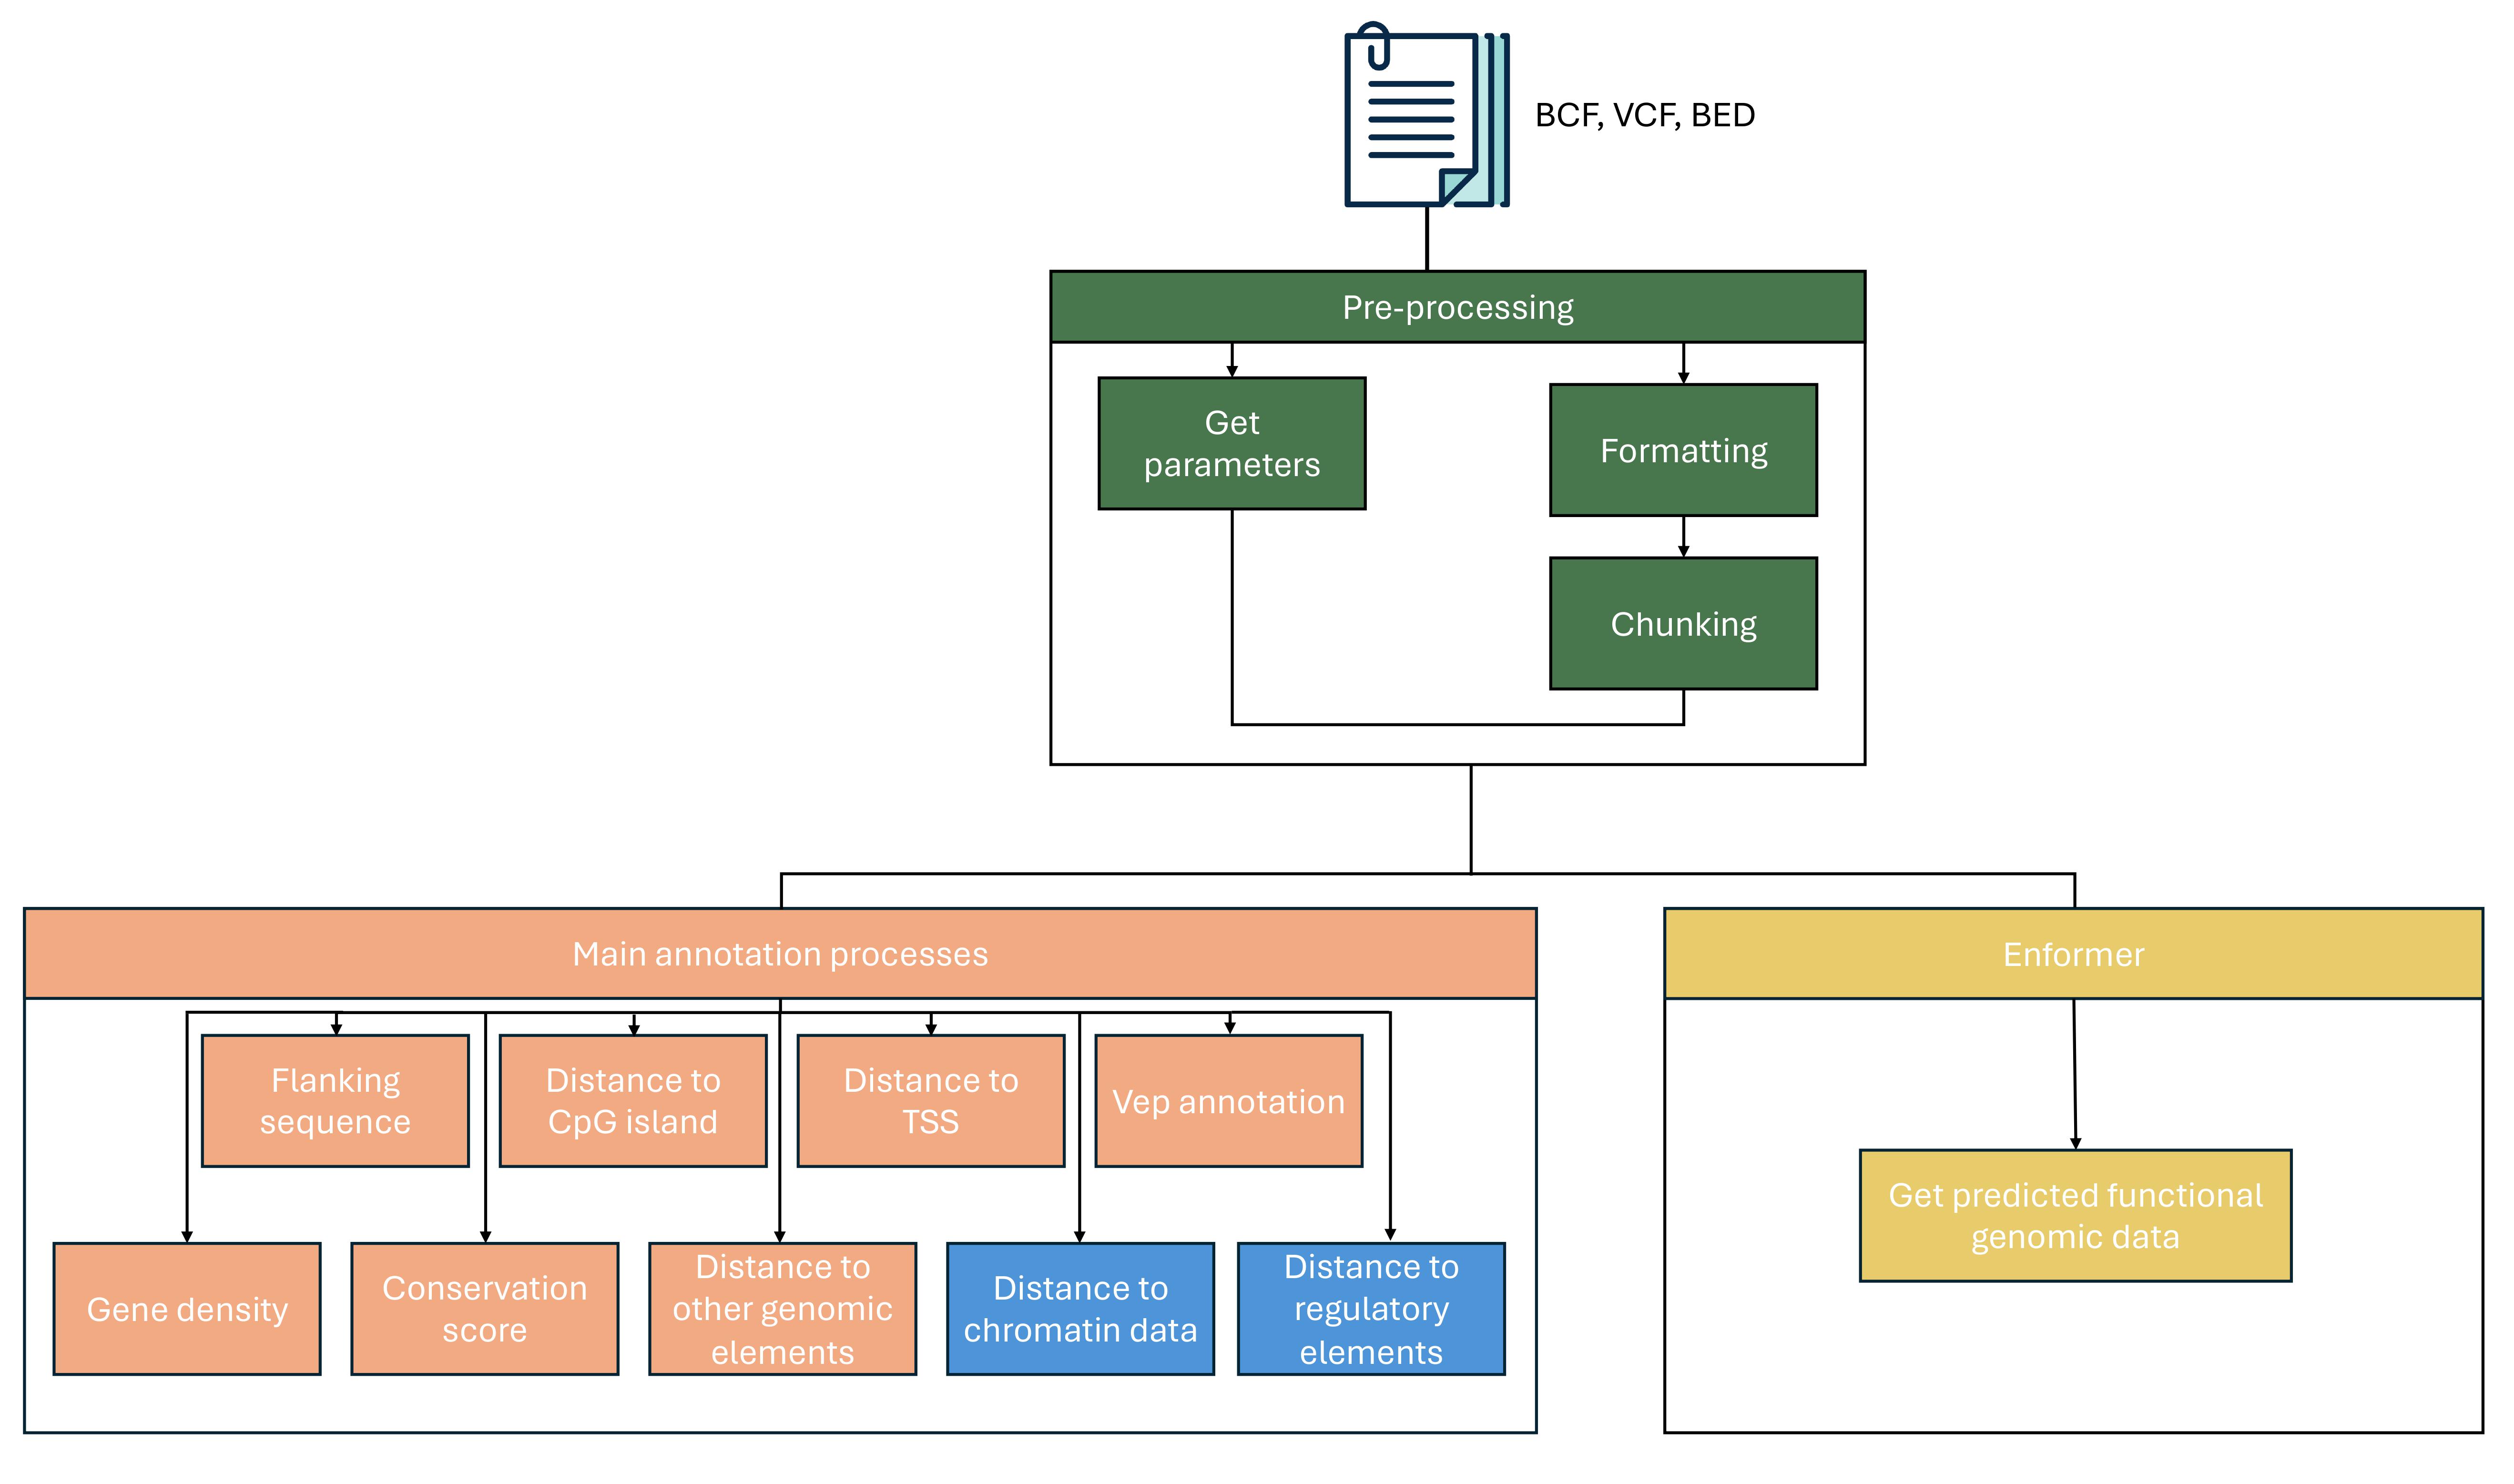 BCF, VCF, BED
Pre-processing
Get
parameters
Formatting
Chunking
Main annotation processes
Enformer
Flanking
sequence
Distance to
CpG island
Distance to
TSS
Vep annotation
Gene density
Conservation
score
Distance to
other genomic
elements
Distance to
chromatin data
Distance to
regulatory
elements
Get predicted functional
genomic data